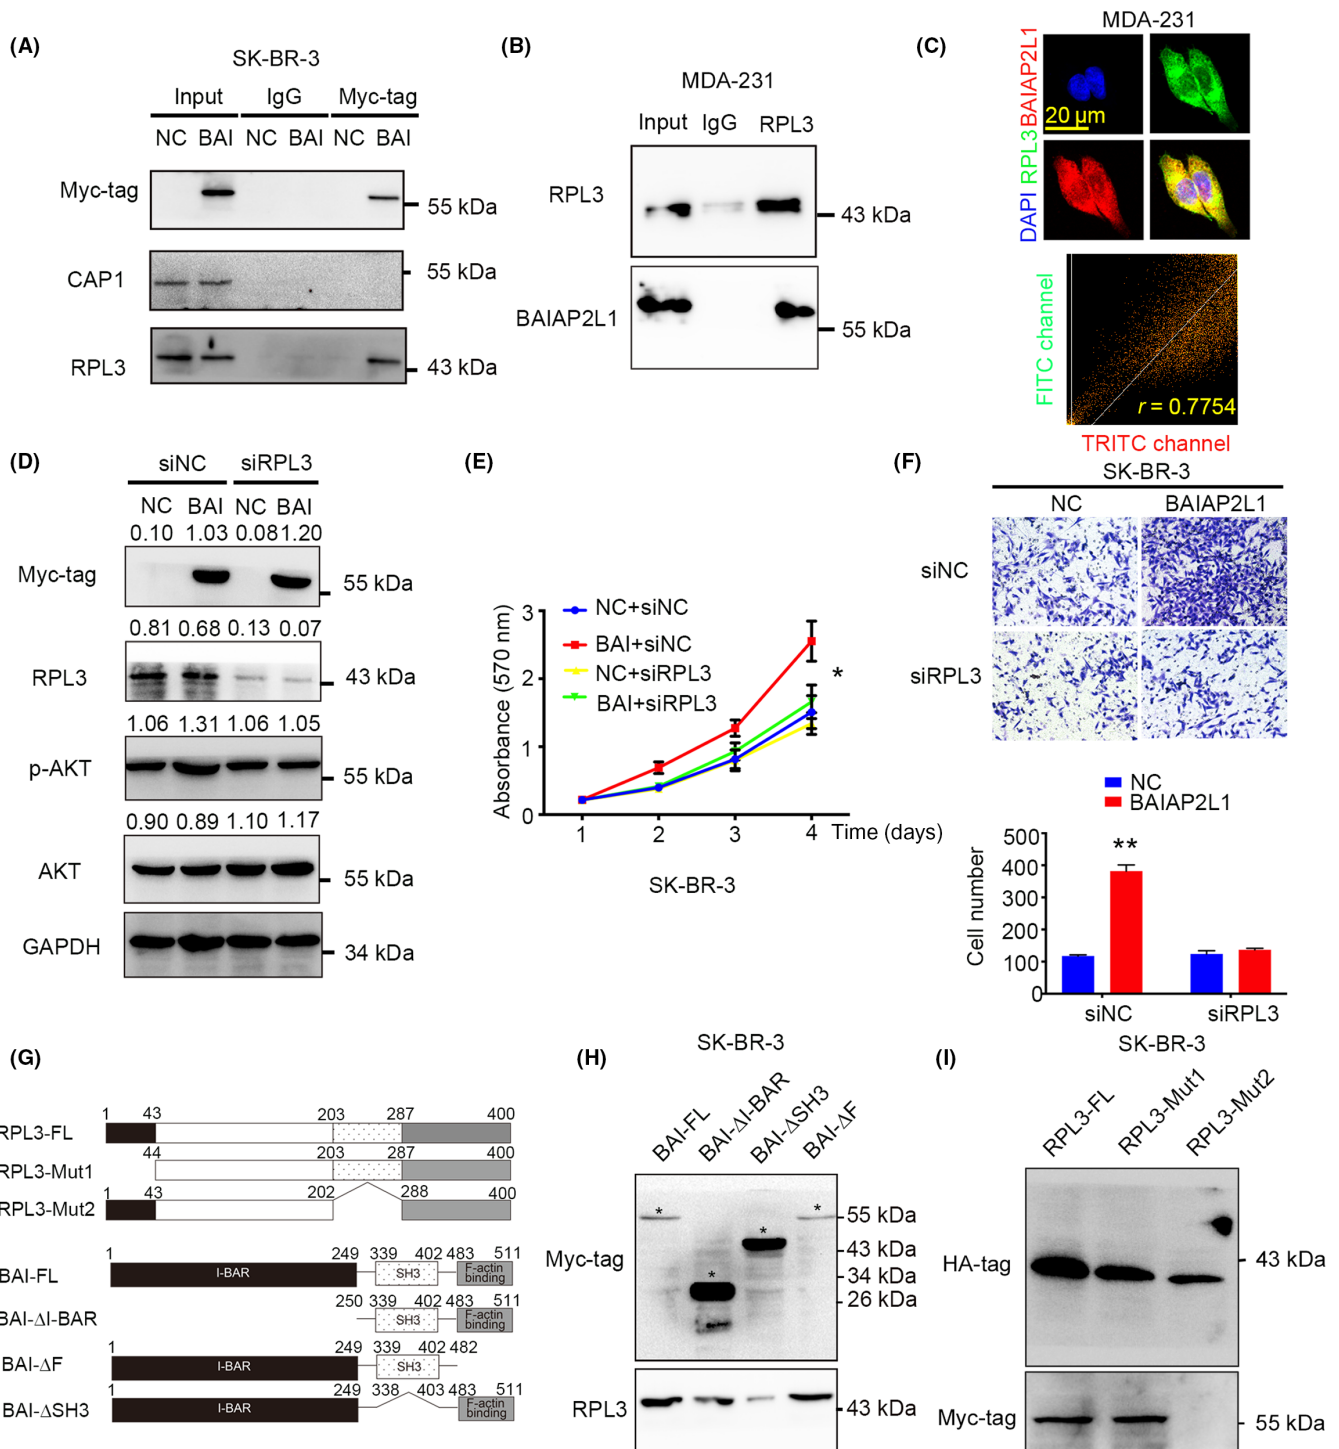 (A)
SK-BR-3
Input IgG Myc-tag
NC BAI NC BAI NC BAI
Myc-tag
55 kDa
CAP1
55 kDa
RPL3
43 kDa
(B)
MDA-231
Input IgG RPL3
RPL3
43 kDa
BAIAP2L1
55 kDa
(C)
MDA-231
DAPI RPL3 BAIAP2L1
20 µm
FITC channel
r = 0.7754
TRITC channel
(D)
siNC siRPL3
NC BAI NC BAI
0.10 1.03 0.08 1.20
Myc-tag
55 kDa
0.81 0.68 0.13 0.07
RPL3
43 kDa
1.06 1.31 1.06 1.05
p-AKT
55 kDa
0.90 0.89 1.10 1.17
AKT
55 kDa
GAPDH
34 kDa
(E)
NC+siNC
BAI+siNC
NC+siRPL3
BAI+siRPL3
Absorbance (570 nm)
3
2
1
0
*
1 2 3 4 Time (days)
SK-BR-3
(F)
SK-BR-3
NC BAIAP2L1
siNC
siRPL3
NC
BAIAP2L1
Cell number
500
400
300
200
100
0
**
siNC siRPL3
(G)
1 43 203 287 400
RPL3-FL
44 203 287 400
RPL3-Mut1
1 43 202 288 400
RPL3-Mut2
1 249 339 402 483 511
BAI-FL I-BAR SH3 F-actin binding
250 339 402 483 511
BAI-ΔI-BAR SH3 F-actin binding
1 249 339 402 482
BAI-ΔF I-BAR SH3
1 249 338 403 483 511
BAI-ΔSH3 I-BAR F-actin binding
(H)
SK-BR-3
BAI-FL BAI-ΔI-BAR BAI-ΔSH3 BAI-ΔF
Myc-tag
* * * *
55 kDa
43 kDa
34 kDa
26 kDa
RPL3
43 kDa
(I)
SK-BR-3
RPL3-FL RPL3-Mut1 RPL3-Mut2
HA-tag
43 kDa
Myc-tag
55 kDa